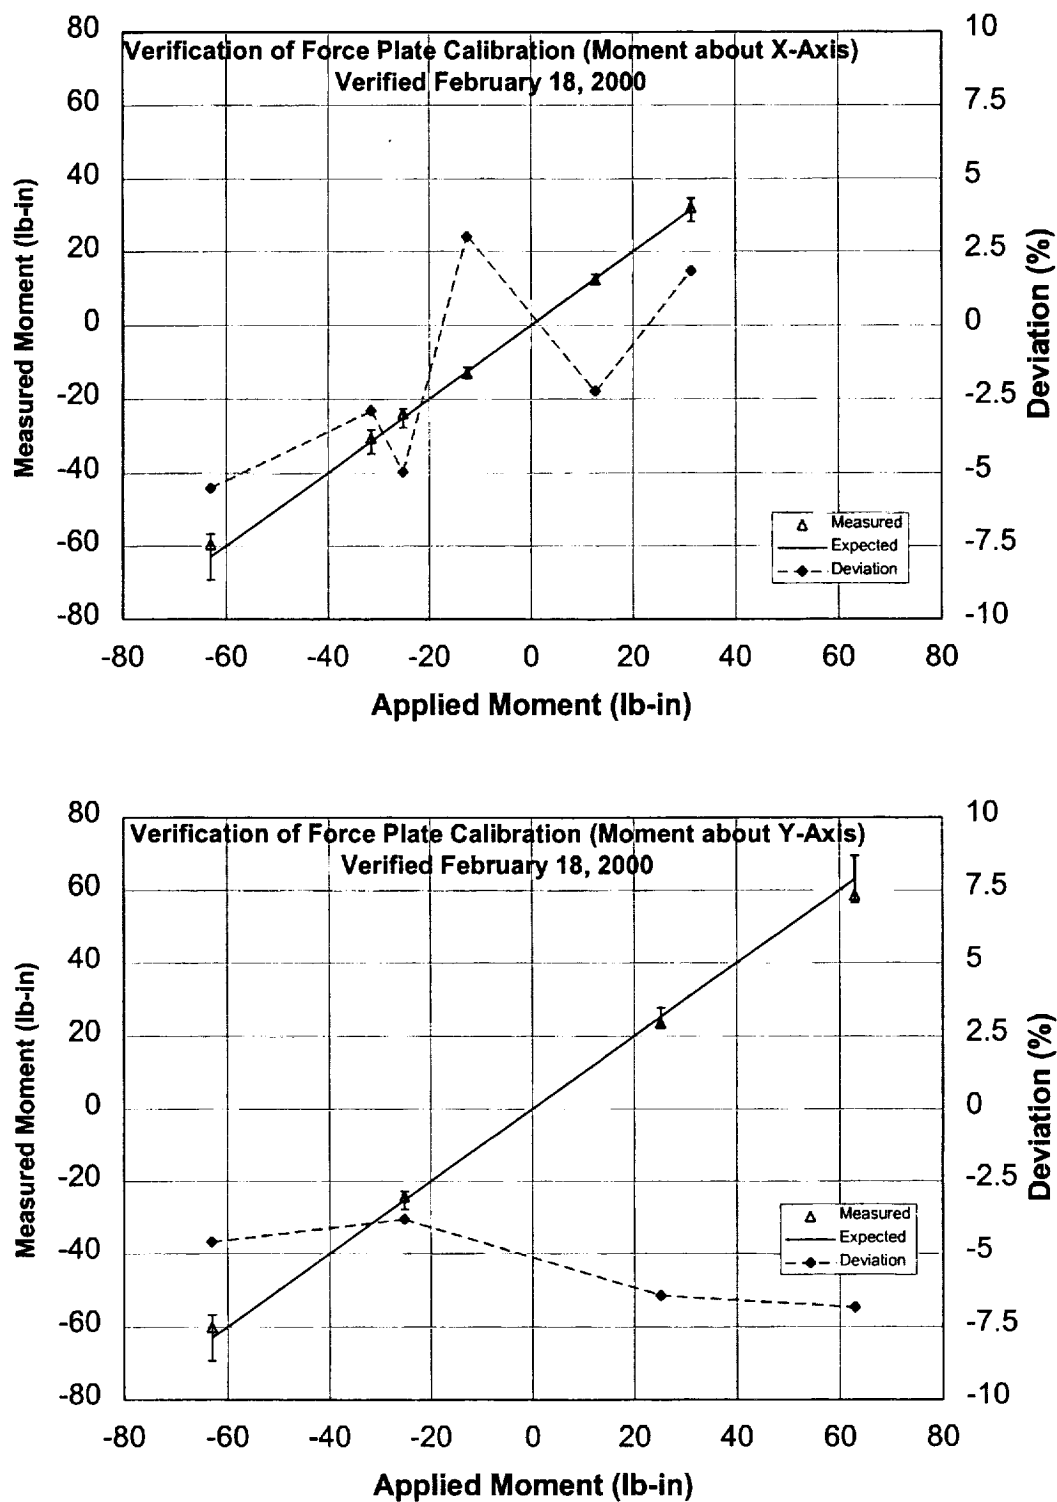 80
10
Verification of Force Plate Calibration (Moment about X-Axis)
Verified February 18, 2000
60
7.5
40
5
20
2.5
0
0
-20
-2.5
-40
-5
-60
-7.5
-80
-10
Measured Moment (lb-in)
Deviation (%)
Measured
Expected
Deviation
-80 -60 -40 -20 0 20 40 60 80
Applied Moment (lb-in)
80
10
Verification of Force Plate Calibration (Moment about Y-Axis)
Verified February 18, 2000
60
7.5
40
5
20
2.5
0
0
-20
-2.5
-40
-5
-60
-7.5
-80
-10
Measured Moment (lb-in)
Deviation (%)
Measured
Expected
Deviation
-80 -60 -40 -20 0 20 40 60 80
Applied Moment (lb-in)